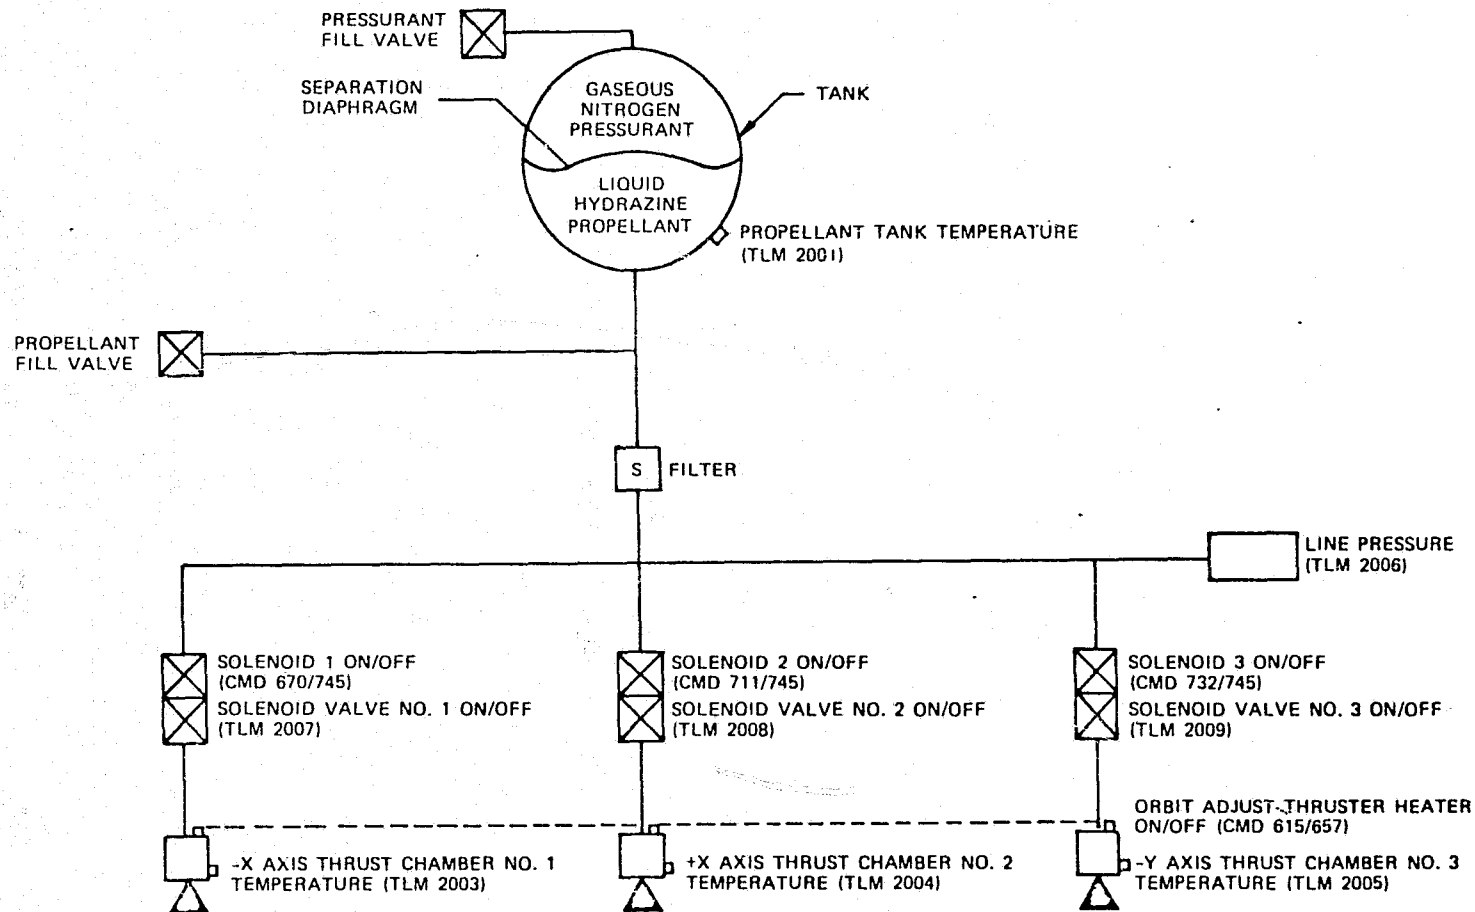 PRESSURANT
FILL VALVE
SEPARATION
DIAPHRAGM
GASEOUS
NITROGEN
PRESSURANT
TANK
LIQUID
HYDRAZINE
PROPELLANT
PROPELLANT TANK TEMPERATURE
(TLM 2001)
PROPELLANT
FILL VALVE
S
FILTER
LINE PRESSURE
(TLM 2006)
SOLENOID 1 ON/OFF
(CMD 670/745)
SOLENOID VALVE NO. 1 ON/OFF
(TLM 2007)
SOLENOID 2 ON/OFF
(CMD 711/745)
SOLENOID VALVE NO. 2 ON/OFF
(TLM 2008)
SOLENOID 3 ON/OFF
(CMD 732/745)
SOLENOID VALVE NO. 3 ON/OFF
(TLM 2009)
ORBIT ADJUST-THRUSTER HEATER
ON/OFF (CMD 615/657)
-X AXIS THRUST CHAMBER NO. 1
TEMPERATURE (TLM 2003)
+X AXIS THRUST CHAMBER NO. 2
TEMPERATURE (TLM 2004)
-Y AXIS THRUST CHAMBER NO. 3
TEMPERATURE (TLM 2005)